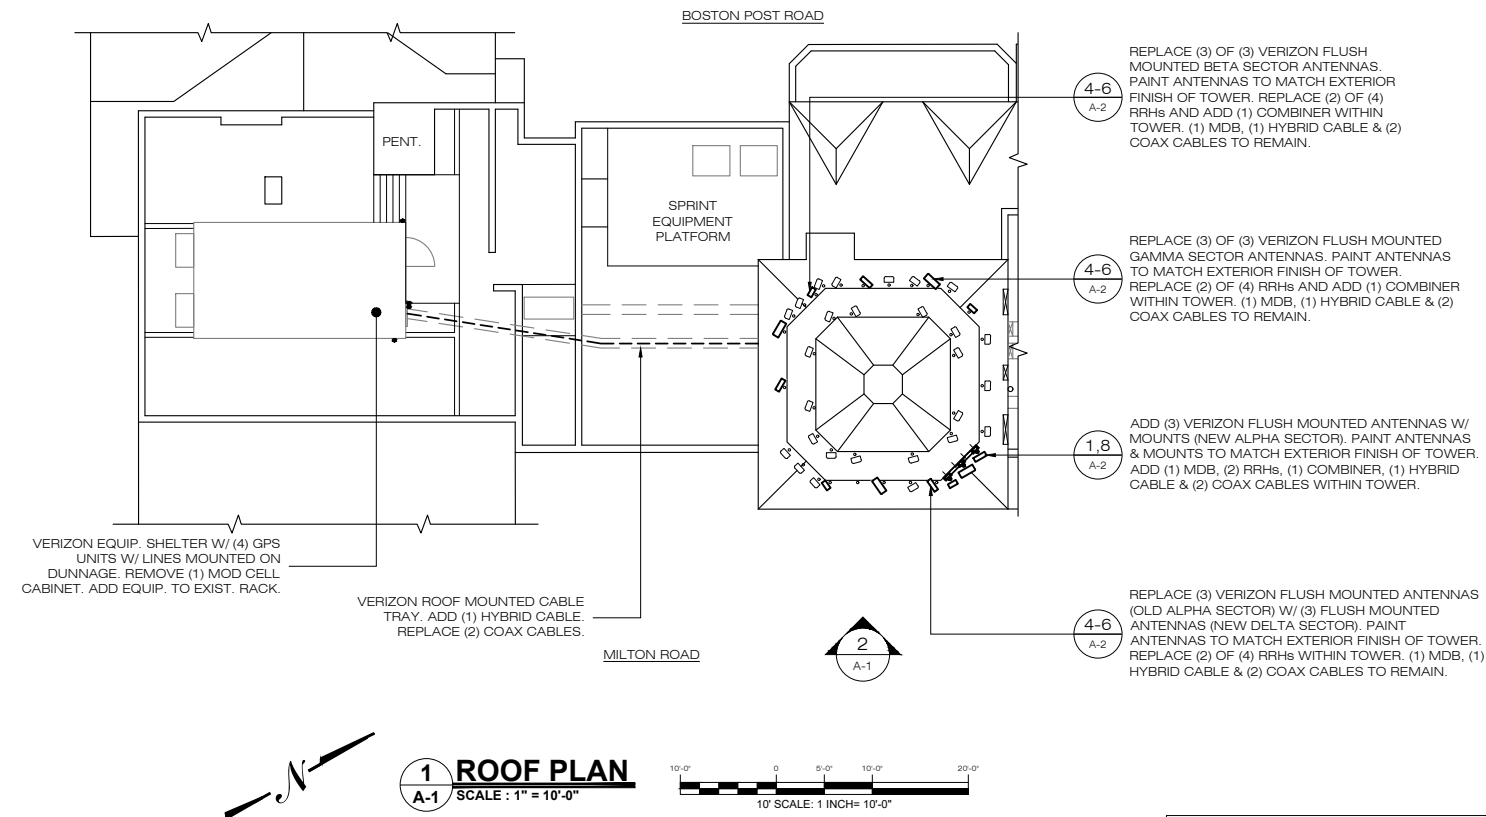 BOSTON POST ROAD
4-6
A-2
REPLACE (3) OF (3) VERIZON FLUSH
MOUNTED BETA SECTOR ANTENNAS.
PAINT ANTENNAS TO MATCH EXTERIOR
FINISH OF TOWER. REPLACE (2) OF (4)
RRHs AND ADD (1) COMBINER WITHIN
TOWER. (1) MDB, (1) HYBRID CABLE & (2)
COAX CABLES TO REMAIN.
PENT.
SPRINT
EQUIPMENT
PLATFORM
4-6
A-2
REPLACE (3) OF (3) VERIZON FLUSH MOUNTED
GAMMA SECTOR ANTENNAS. PAINT ANTENNAS
TO MATCH EXTERIOR FINISH OF TOWER.
REPLACE (2) OF (4) RRHs AND ADD (1) COMBINER
WITHIN TOWER. (1) MDB, (1) HYBRID CABLE & (2)
COAX CABLES TO REMAIN.
1,8
A-2
ADD (3) VERIZON FLUSH MOUNTED ANTENNAS W/
MOUNTS (NEW ALPHA SECTOR). PAINT ANTENNAS
& MOUNTS TO MATCH EXTERIOR FINISH OF TOWER.
ADD (1) MDB, (2) RRHs, (1) COMBINER, (1) HYBRID
CABLE & (2) COAX CABLES WITHIN TOWER.
VERIZON EQUIP. SHELTER W/ (4) GPS
UNITS W/ LINES MOUNTED ON
DUNNAGE. REMOVE (1) MOD CELL
CABINET. ADD EQUIP. TO EXIST. RACK.
VERIZON ROOF MOUNTED CABLE
TRAY. ADD (1) HYBRID CABLE.
REPLACE (2) COAX CABLES.
MILTON ROAD
2
A-1
4-6
A-2
REPLACE (3) VERIZON FLUSH MOUNTED ANTENNAS
(OLD ALPHA SECTOR) W/ (3) FLUSH MOUNTED
ANTENNAS (NEW DELTA SECTOR). PAINT
ANTENNAS TO MATCH EXTERIOR FINISH OF TOWER.
REPLACE (2) OF (4) RRHs WITHIN TOWER. (1) MDB, (1)
HYBRID CABLE & (2) COAX CABLES TO REMAIN.
N
1
A-1
ROOF PLAN
SCALE : 1" = 10'-0"
10'-0" 0 5'-0" 10'-0" 20'-0"
10' SCALE: 1 INCH= 10'-0"